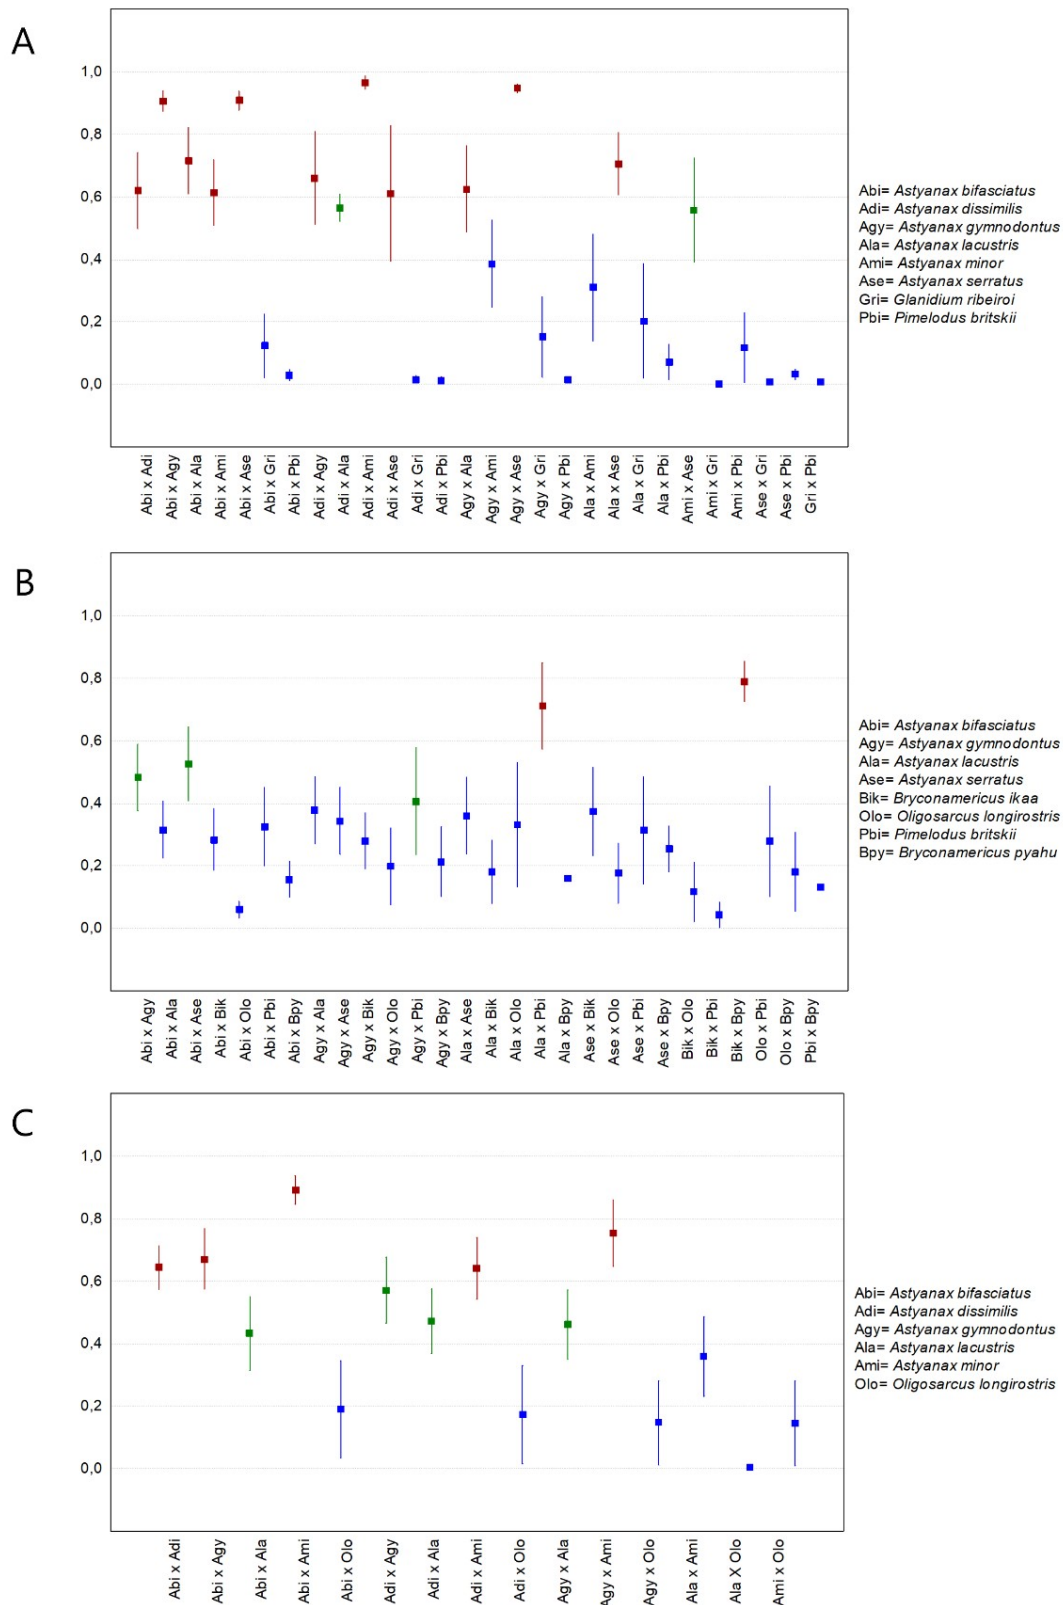 A
1,0
0,8
0,6
0,4
0,2
0,0
Abi x Adi
Abi x Agy
Abi x Ala
Abi x Ami
Abi x Ase
Abi x Gri
Abi x Pbi
Adi x Agy
Adi x Ala
Adi x Ami
Adi x Ase
Adi x Gri
Adi x Pbi
Agy x Ala
Agy x Ami
Agy x Ase
Agy x Gri
Agy x Pbi
Ala x Ami
Ala x Ase
Ala x Gri
Ala x Pbi
Ami x Ase
Ami x Gri
Ami x Pbi
Ase x Gri
Ase x Pbi
Gri x Pbi
Abi= Astyanax bifasciatus
Adi= Astyanax dissimilis
Agy= Astyanax gymnodontus
Ala= Astyanax lacustris
Ami= Astyanax minor
Ase= Astyanax serratus
Gri= Glanidium ribeiroi
Pbi= Pimelodus britskii
B
1,0
0,8
0,6
0,4
0,2
0,0
Abi x Agy
Abi x Ala
Abi x Ase
Abi x Bik
Abi x Olo
Abi x Pbi
Abi x Bpy
Agy x Ala
Agy x Ase
Agy x Bik
Agy x Olo
Agy x Pbi
Agy x Bpy
Ala x Ase
Ala x Bik
Ala x Olo
Ala x Pbi
Ala x Bpy
Ase x Bik
Ase x Olo
Ase x Pbi
Ase x Bpy
Bik x Olo
Bik x Pbi
Bik x Bpy
Olo x Pbi
Olo x Bpy
Pbi x Bpy
Abi= Astyanax bifasciatus
Agy= Astyanax gymnodontus
Ala= Astyanax lacustris
Ase= Astyanax serratus
Bik= Bryconamericus ikaa
Olo= Oligosarcus longirostris
Pbi= Pimelodus britskii
Bpy= Bryconamericus pyahu
C
1,0
0,8
0,6
0,4
0,2
0,0
Abi x Adi
Abi x Agy
Abi x Ala
Abi x Ami
Abi x Olo
Adi x Agy
Adi x Ala
Adi x Ami
Adi x Olo
Agy x Ala
Agy x Ami
Agy x Olo
Ala x Ami
Ala X Olo
Ami x Olo
Abi= Astyanax bifasciatus
Adi= Astyanax dissimilis
Agy= Astyanax gymnodontus
Ala= Astyanax lacustris
Ami= Astyanax minor
Olo= Oligosarcus longirostris